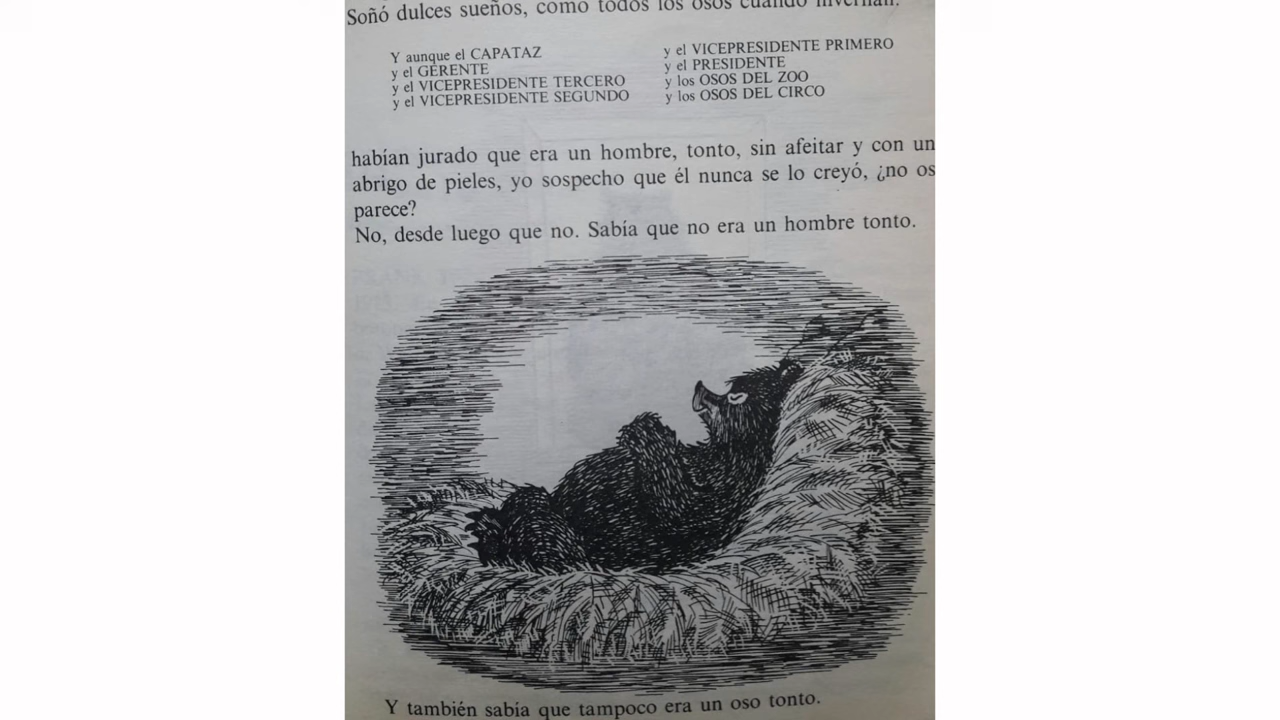 Soñó dulces sueños, como todos los osos cuando invernan.
Y aunque el CAPATAZ
y el GERENTE
y el VICEPRESIDENTE TERCERO
y el VICEPRESIDENTE SEGUNDO
y el VICEPRESIDENTE PRIMERO
y el PRESIDENTE
y los OSOS DEL ZOO
y los OSOS DEL CIRCO
habían jurado que era un hombre, tonto, sin afeitar y con un
abrigo de pieles, yo sospecho que él nunca se lo creyó, ¿no os
parece?
No, desde luego que no. Sabía que no era un hombre tonto.
Y también sabía que tampoco era un oso tonto.